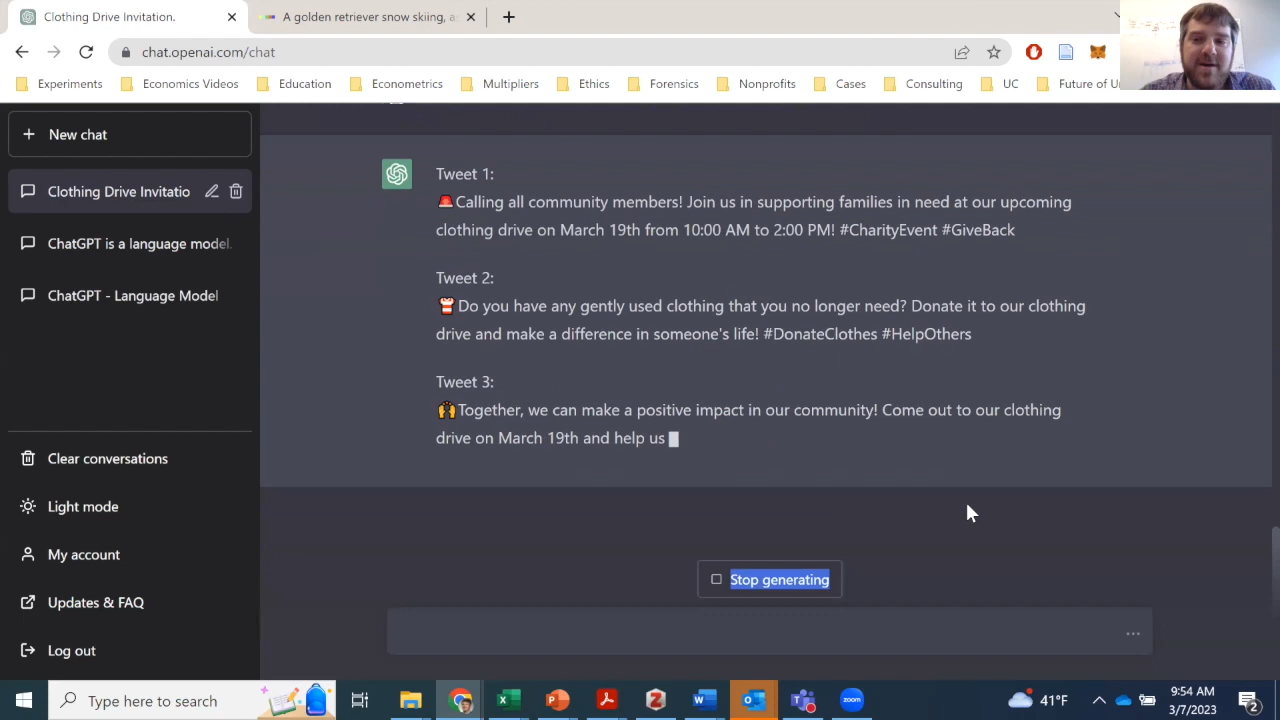 Clothing Drive Invitation.
A golden retriever snow skiing, a
chat.openai.com/chat
Experiments
Economics Videos
Education
Econometrics
Multipliers
Ethics
Forensics
Nonprofits
Cases
Consulting
UC
Future of U
New chat
Clothing Drive Invitatio
ChatGPT is a language model.
ChatGPT - Language Model
Clear conversations
Light mode
My account
Updates & FAQ
Log out
Tweet 1:
🚨Calling all community members! Join us in supporting families in need at our upcoming
clothing drive on March 19th from 10:00 AM to 2:00 PM! #CharityEvent #GiveBack
Tweet 2:
Do you have any gently used clothing that you no longer need? Donate it to our clothing
drive and make a difference in someone's life! #DonateClothes #HelpOthers
Tweet 3:
🙌Together, we can make a positive impact in our community! Come out to our clothing
drive on March 19th and help us
Stop generating
...
Type here to search
41°F
9:54 AM
3/7/2023
2
zoom